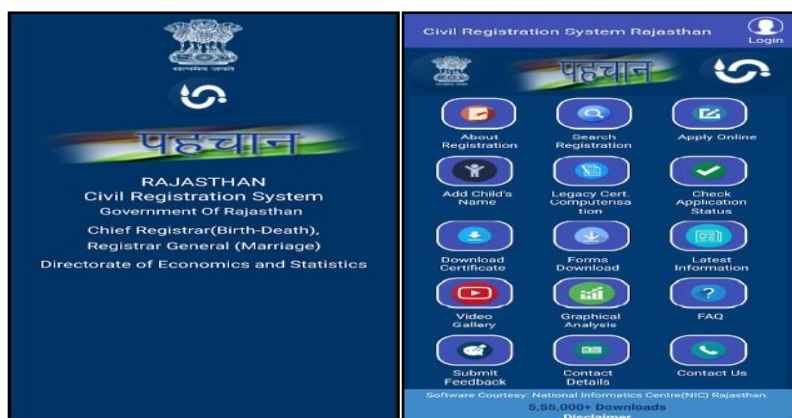 सत्यमेव जयते
पहचान
RAJASTHAN
Civil Registration System
Government Of Rajasthan
Chief Registrar(Birth-Death),
Registrar General (Marriage)
Directorate of Economics and Statistics
Civil Registration System Rajasthan
Login
पहचान
About
Registration
Search
Registration
Apply Online
Add Child's
Name
Legacy Cert.
Computerisa
tion
Check
Application
Status
Download
Certificate
Forms
Download
Latest
Information
Video
Gallery
Graphical
Analysis
FAQ
Submit
Feedback
Contact
Details
Contact Us
Software Courtesy: National Informatics Centre(NIC) Rajasthan.
5,55,000+ Downloads
Disclaimer